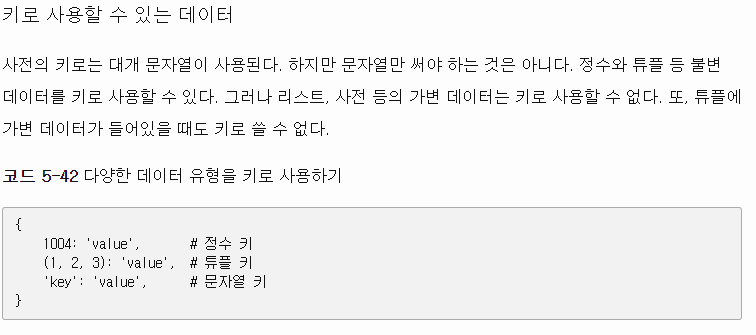 키로 사용할 수 있는 데이터
사전의 키로는 대개 문자열이 사용된다. 하지만 문자열만 써야 하는 것은 아니다. 정수와 튜플 등 불변
데이터를 키로 사용할 수 있다. 그러나 리스트, 사전 등의 가변 데이터는 키로 사용할 수 없다. 또, 튜플에
가변 데이터가 들어있을 때도 키로 쓸 수 없다.
코드 5-42 다양한 데이터 유형을 키로 사용하기
{
    1004: 'value',       # 정수 키
    (1, 2, 3): 'value',  # 튜플 키
    'key': 'value',      # 문자열 키
}